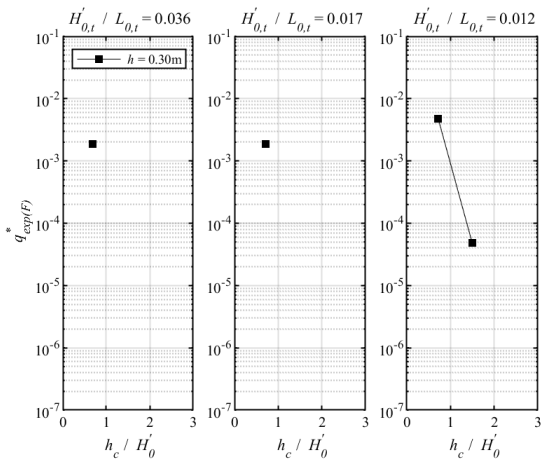 H'0,t / L0,t = 0.036
H'0,t / L0,t = 0.017
H'0,t / L0,t = 0.012
h = 0.30m
q*exp(F)
10-1
10-2
10-3
10-4
10-5
10-6
10-7
0 1 2 3
hc / H'0
10-1
10-2
10-3
10-4
10-5
10-6
10-7
0 1 2 3
hc / H'0
10-1
10-2
10-3
10-4
10-5
10-6
10-7
0 1 2 3
hc / H'0